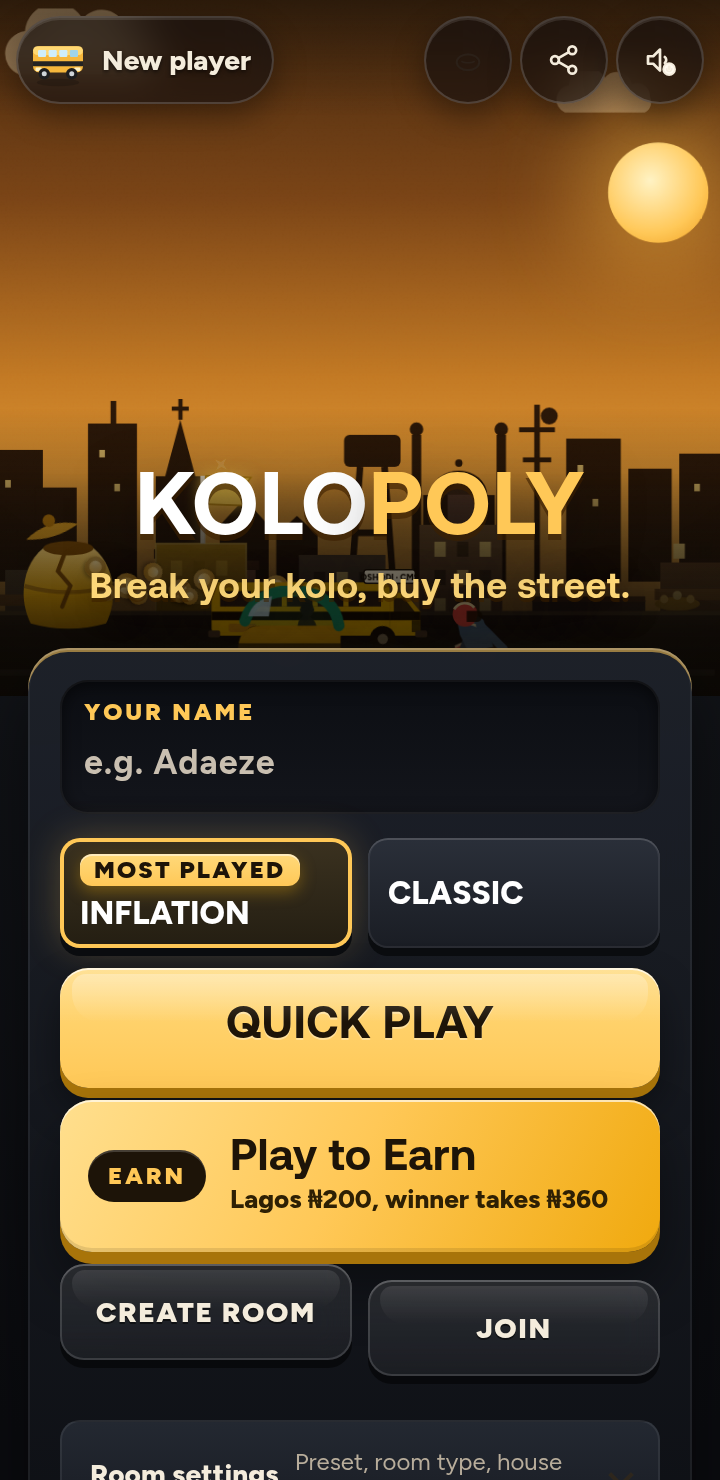 New player
KOLOPOLY
Break your kolo, buy the street.
YOUR NAME
e.g. Adaeze
MOST PLAYED
INFLATION
CLASSIC
QUICK PLAY
EARN
Play to Earn
Lagos ₦200, winner takes ₦360
CREATE ROOM
JOIN
Room settings
Preset, room type, house